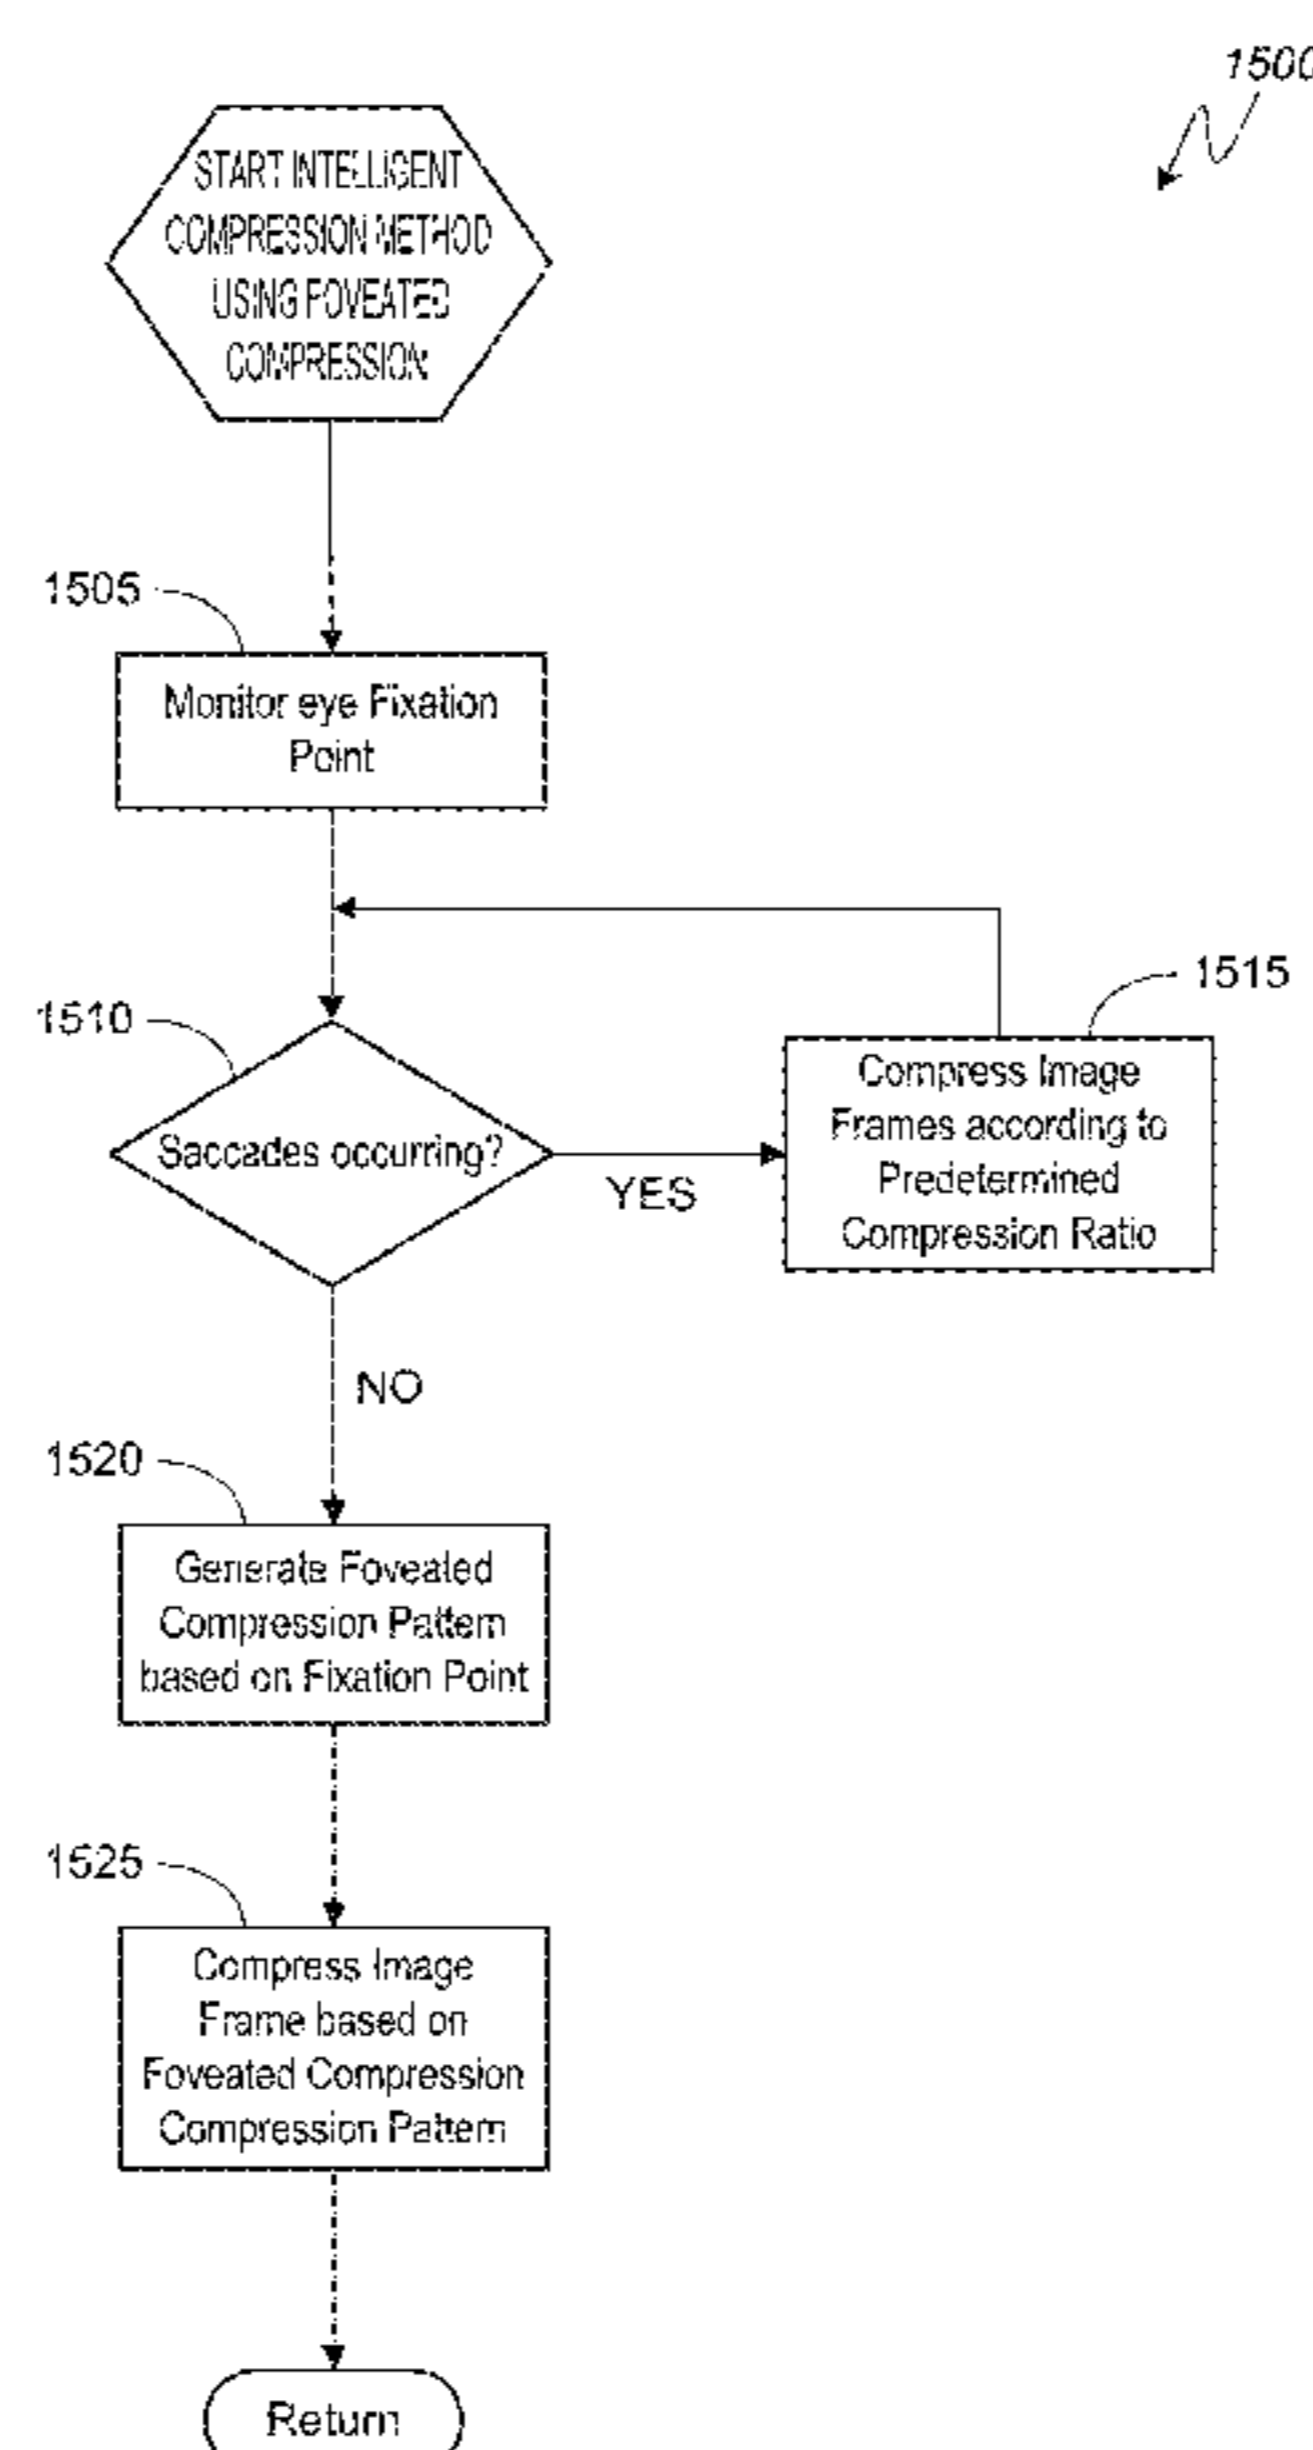 1500
START INTELLIGENT
COMPRESSION METHOD
USING FOVEATED
COMPRESSION
1505
Monitor eye Fixation
Point
1510
Saccades occurring?
YES
1515
Compress Image
Frames according to
Predetermined
Compression Ratio
NO
1520
Generate Foveated
Compression Pattern
based on Fixation Point
1525
Compress Image
Frame based on
Foveated Compression
Compression Pattern
Return